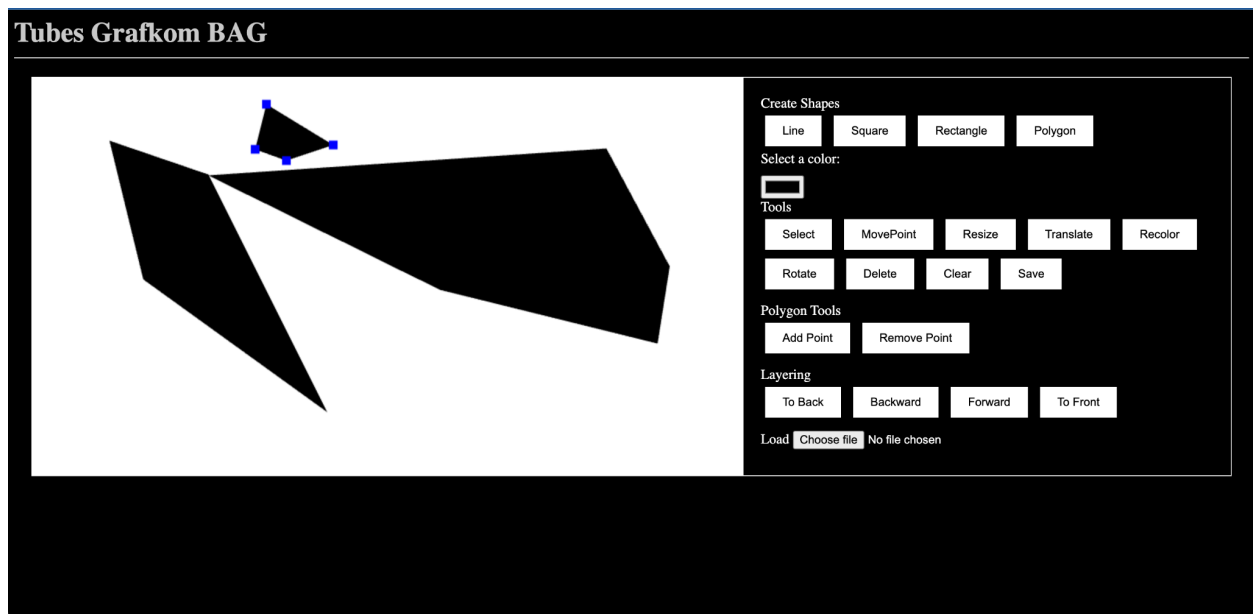 Tubes Grafkom BAG
Create Shapes
Line Square Rectangle Polygon
Select a color:
Tools
Select MovePoint Resize Translate Recolor
Rotate Delete Clear Save
Polygon Tools
Add Point Remove Point
Layering
To Back Backward Forward To Front
Load Choose file No file chosen